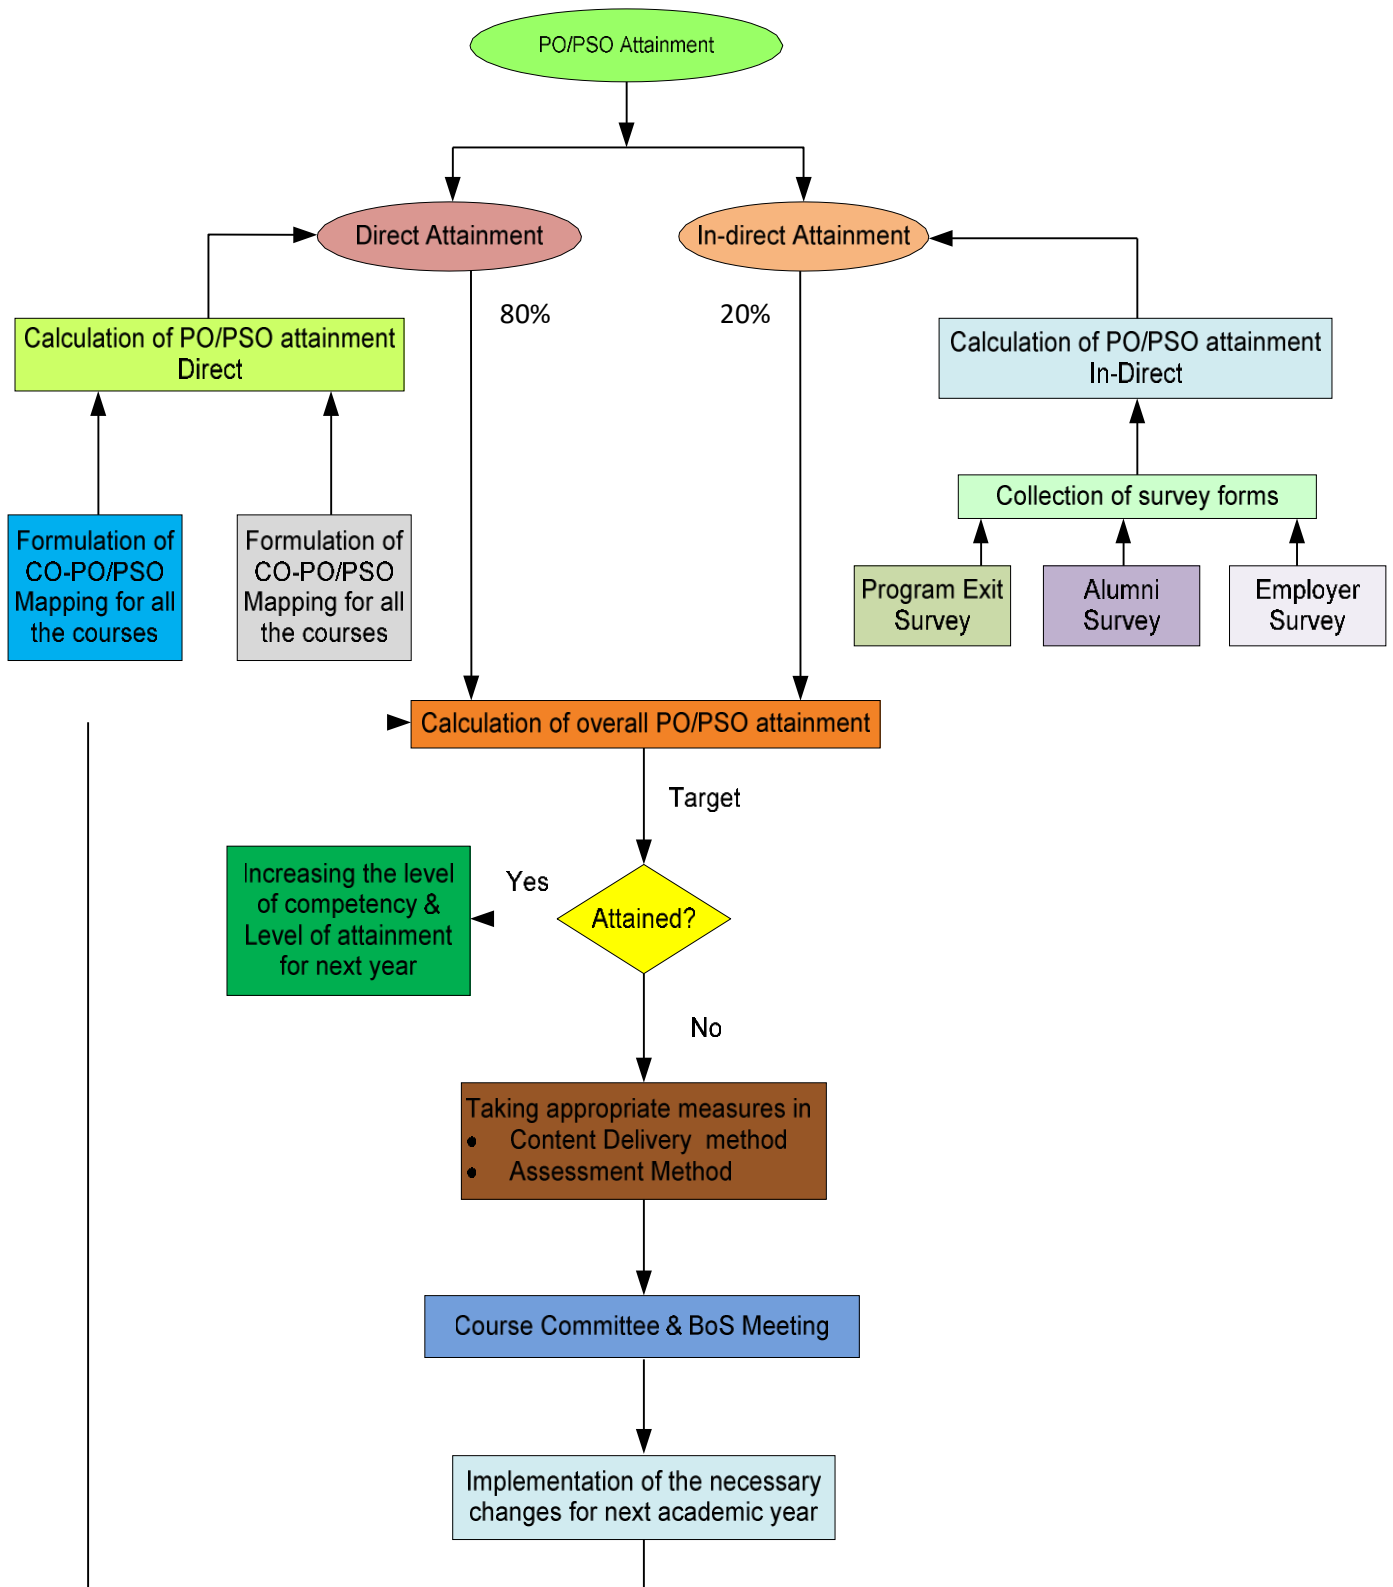 PO/PSO Attainment
Direct Attainment
In-direct Attainment
80%
20%
Calculation of PO/PSO attainment
Direct
Calculation of PO/PSO attainment
In-Direct
Collection of survey forms
Formulation of
CO-PO/PSO
Mapping for all
the courses
Formulation of
CO-PO/PSO
Mapping for all
the courses
Program Exit
Survey
Alumni
Survey
Employer
Survey
Calculation of overall PO/PSO attainment
Target
Increasing the level
of competency &
Level of attainment
for next year
Yes
Attained?
No
Taking appropriate measures in
• Content Delivery method
• Assessment Method
Course Committee & BoS Meeting
Implementation of the necessary
changes for next academic year